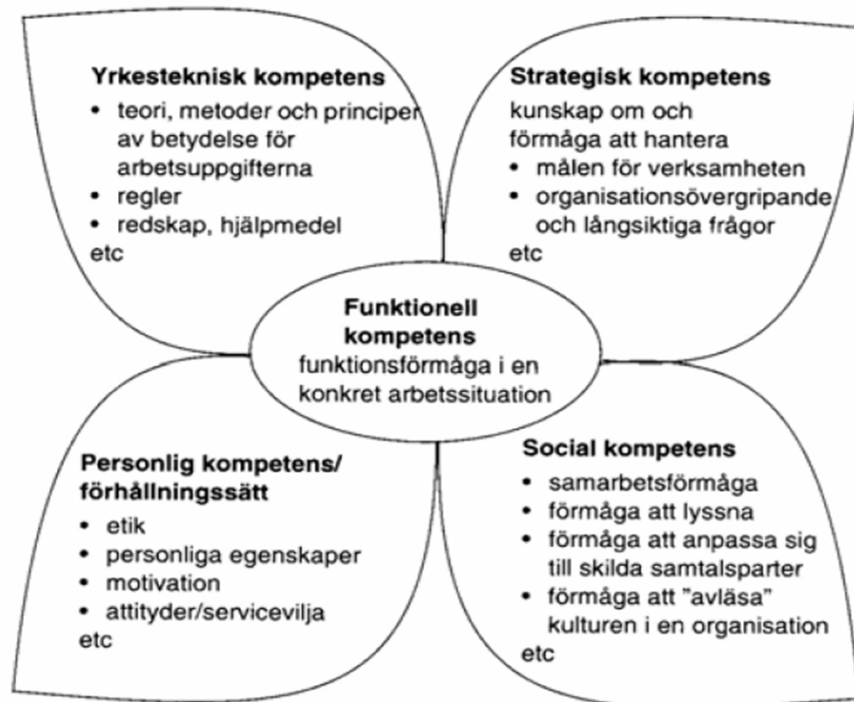 Yrkesteknisk kompetens
• teori, metoder och principer
av betydelse för
arbetsuppgifterna
• regler
• redskap, hjälpmedel
etc
Strategisk kompetens
kunskap om och
förmåga att hantera
• målen för verksamheten
• organisationsövergripande
och långsiktiga frågor
etc
Funktionell
kompetens
funktionsförmåga i en
konkret arbetssituation
Personlig kompetens/
förhållningssätt
• etik
• personliga egenskaper
• motivation
• attityder/servicevilja
etc
Social kompetens
• samarbetsförmåga
• förmåga att lyssna
• förmåga att anpassa sig
till skilda samtalsparter
• förmåga att ”avläsa”
kulturen i en organisation
etc